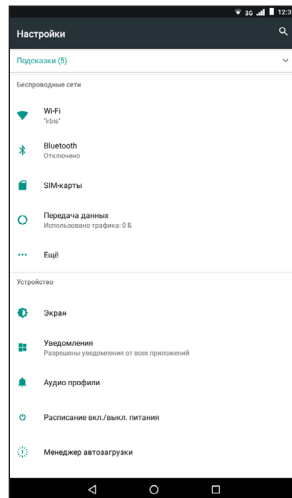 3G 12:3
Настройки
Подсказки (5)
Беспроводные сети
Wi-Fi
"irbis"
Bluetooth
Отключено
SIM-карты
Передача данных
Использовано трафика: 0 Б
Ещё
Устройство
Экран
Уведомления
Разрешены уведомления от всех приложений
Аудио профили
Расписание вкл./выкл. питания
Менеджер автозагрузки